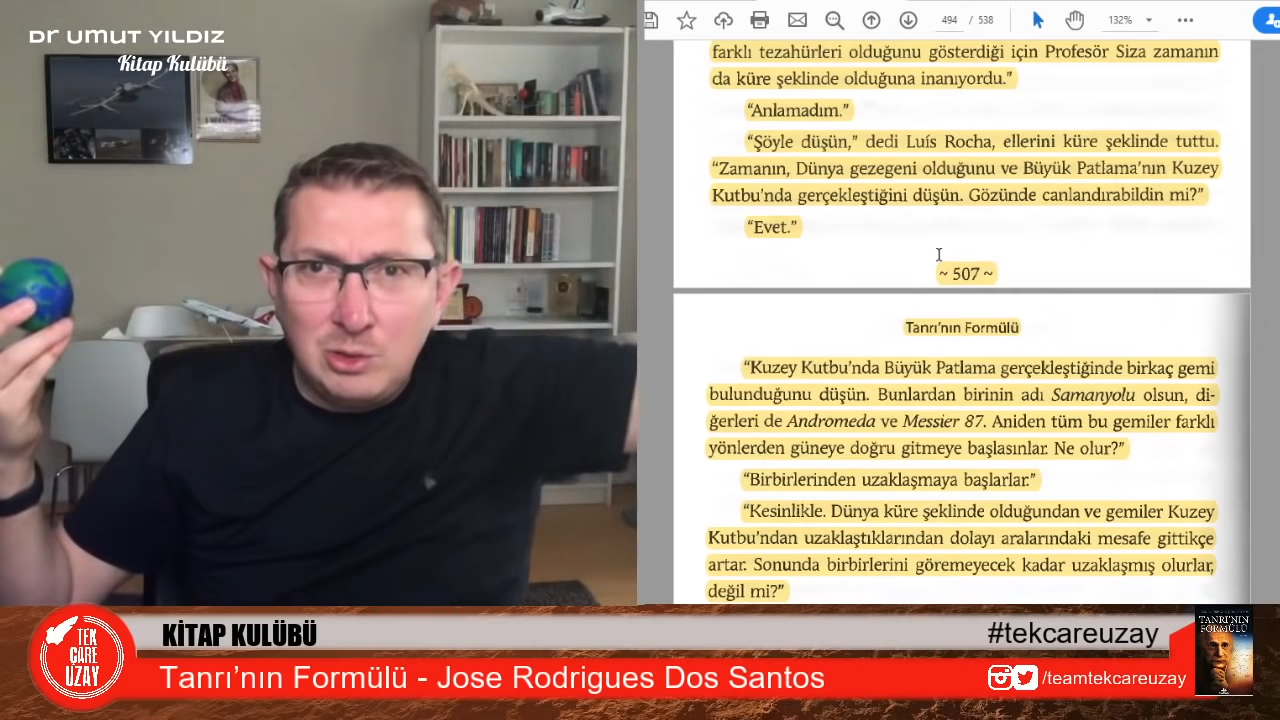 Dr UMUT YILDIZ
Kitap Kulübü
494 / 538
132%
farklı tezahürleri olduğunu gösterdiği için Profesör Siza zamanın
da küre şeklinde olduğuna inanıyordu.”
“Anlamadım.”
“Şöyle düşün,” dedi Luís Rocha, ellerini küre şeklinde tuttu.
“Zamanın, Dünya gezegeni olduğunu ve Büyük Patlama’nın Kuzey
Kutbu’nda gerçekleştiğini düşün. Gözünde canlandırabildin mi?”
“Evet.”
~ 507 ~
Tanrı’nın Formülü
“Kuzey Kutbu’nda Büyük Patlama gerçekleştiğinde birkaç gemi
bulunduğunu düşün. Bunlardan birinin adı Samanyolu olsun, di-
ğerleri de Andromeda ve Messier 87. Aniden tüm bu gemiler farklı
yönlerden güneye doğru gitmeye başlasınlar. Ne olur?”
“Birbirlerinden uzaklaşmaya başlarlar.”
“Kesinlikle. Dünya küre şeklinde olduğundan ve gemiler Kuzey
Kutbu’ndan uzaklaştıklarından dolayı aralarındaki mesafe gittikçe
artar. Sonunda birbirlerini göremeyecek kadar uzaklaşmış olurlar,
değil mi?”
TEK
ÇARE
UZAY
KİTAP KULÜBÜ
#tekcareuzay
Tanrı’nın Formülü - Jose Rodrigues Dos Santos
/teamtekcareuzay
TANRI’NIN
FORMÜLÜ